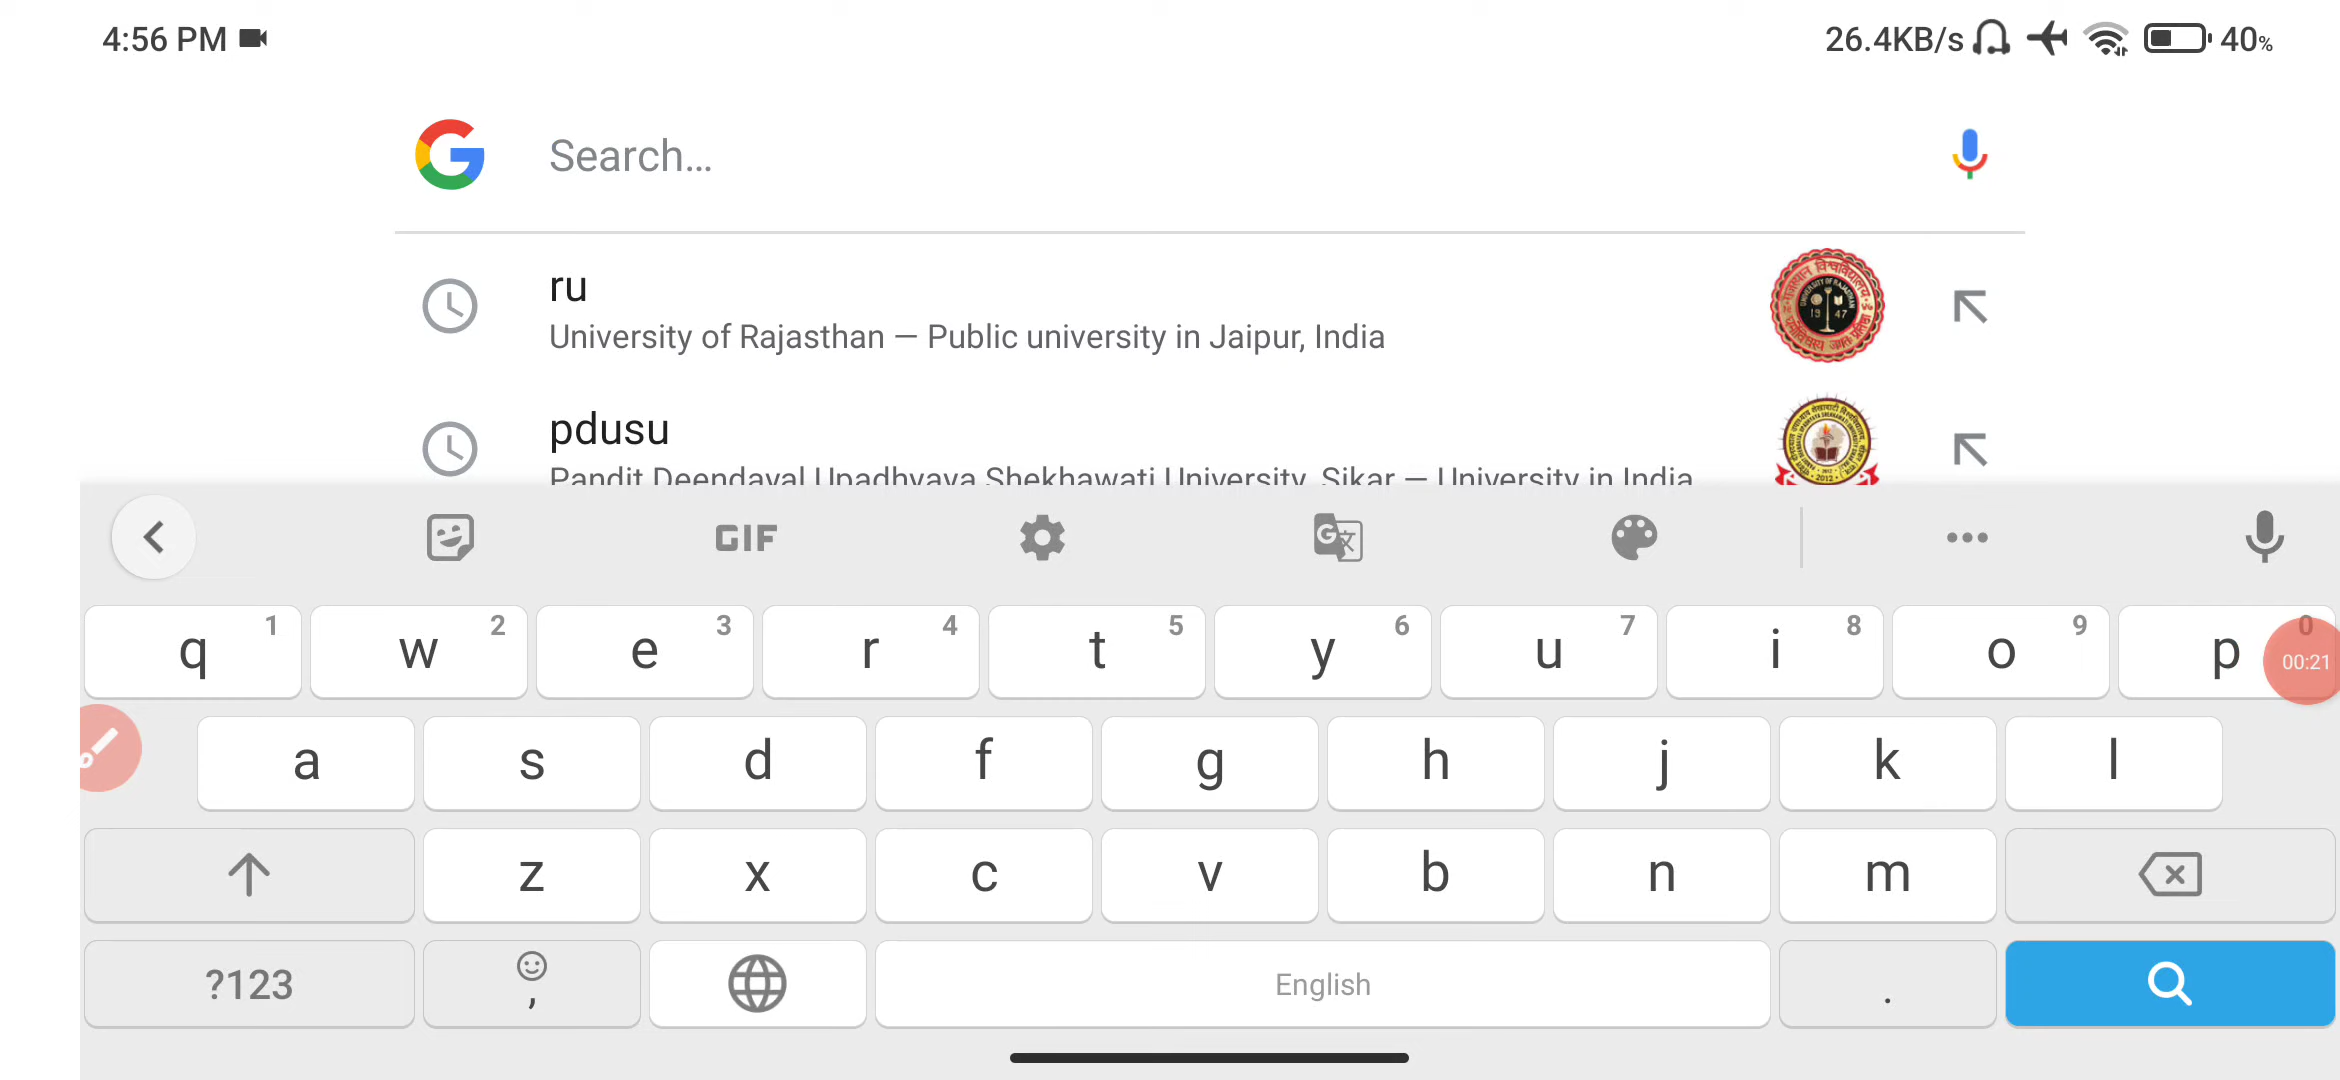 4:56 PM 26.4KB/s 40%
Search...
ru
University of Rajasthan — Public university in Jaipur, India
pdusu
Pandit Deendayal Upadhyaya Shekhawati University, Sikar — University in India
GIF
q 1 w 2 e 3 r 4 t 5 y 6 u 7 i 8 o 9 p 0
00:21
a s d f g h j k l
z x c v b n m
?123 , English .